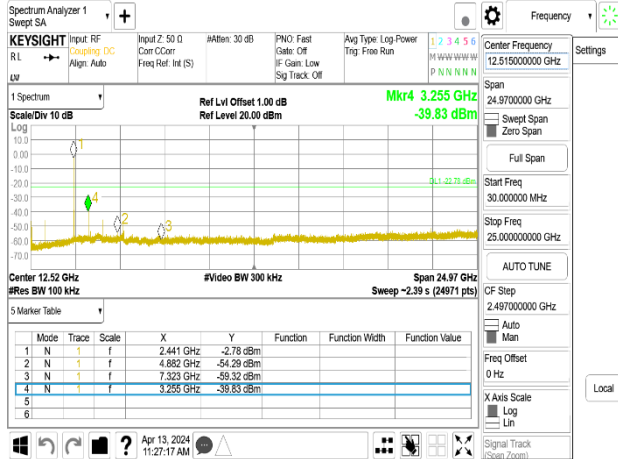 Spectrum Analyzer 1
Swept SA
Frequency
KEYSIGHT Input: RF Input Z: 50 Ω #Atten: 30 dB PNO: Fast Avg Type: Log-Power 1 2 3 4 5 6
RL Coupling: DC Corr CCorr Gate: Off Trig: Free Run M W W W W W
Align: Auto Freq Ref: Int (S) IF Gain: Low P N N N N N
Sig Track: Off
LW
1 Spectrum
Scale/Div 10 dB
Ref Lvl Offset 1.00 dB
Ref Level 20.00 dBm
Mkr4 3.255 GHz
-39.83 dBm
Log
10.0
0.00
-10.0
-20.0
-30.0
-40.0
-50.0
-60.0
-70.0
1
4
2
3
DL1 -22.78 dBm
Center 12.52 GHz #Video BW 300 kHz Span 24.97 GHz
#Res BW 100 kHz Sweep ~2.39 s (24971 pts)
5 Marker Table
Mode Trace Scale X Y Function Function Width Function Value
1 N 1 f 2.441 GHz -2.78 dBm
2 N 1 f 4.882 GHz -54.29 dBm
3 N 1 f 7.323 GHz -59.32 dBm
4 N 1 f 3.255 GHz -39.83 dBm
5
6
Apr 13, 2024
11:27:17 AM
Center Frequency
12.515000000 GHz
Span
24.9700000 GHz
Swept Span
Zero Span
Full Span
Start Freq
30.000000 MHz
Stop Freq
25.000000000 GHz
AUTO TUNE
CF Step
2.497000000 GHz
Auto
Man
Freq Offset
0 Hz
X Axis Scale
Log
Lin
Signal Track
(Span Zoom)
Settings
Local